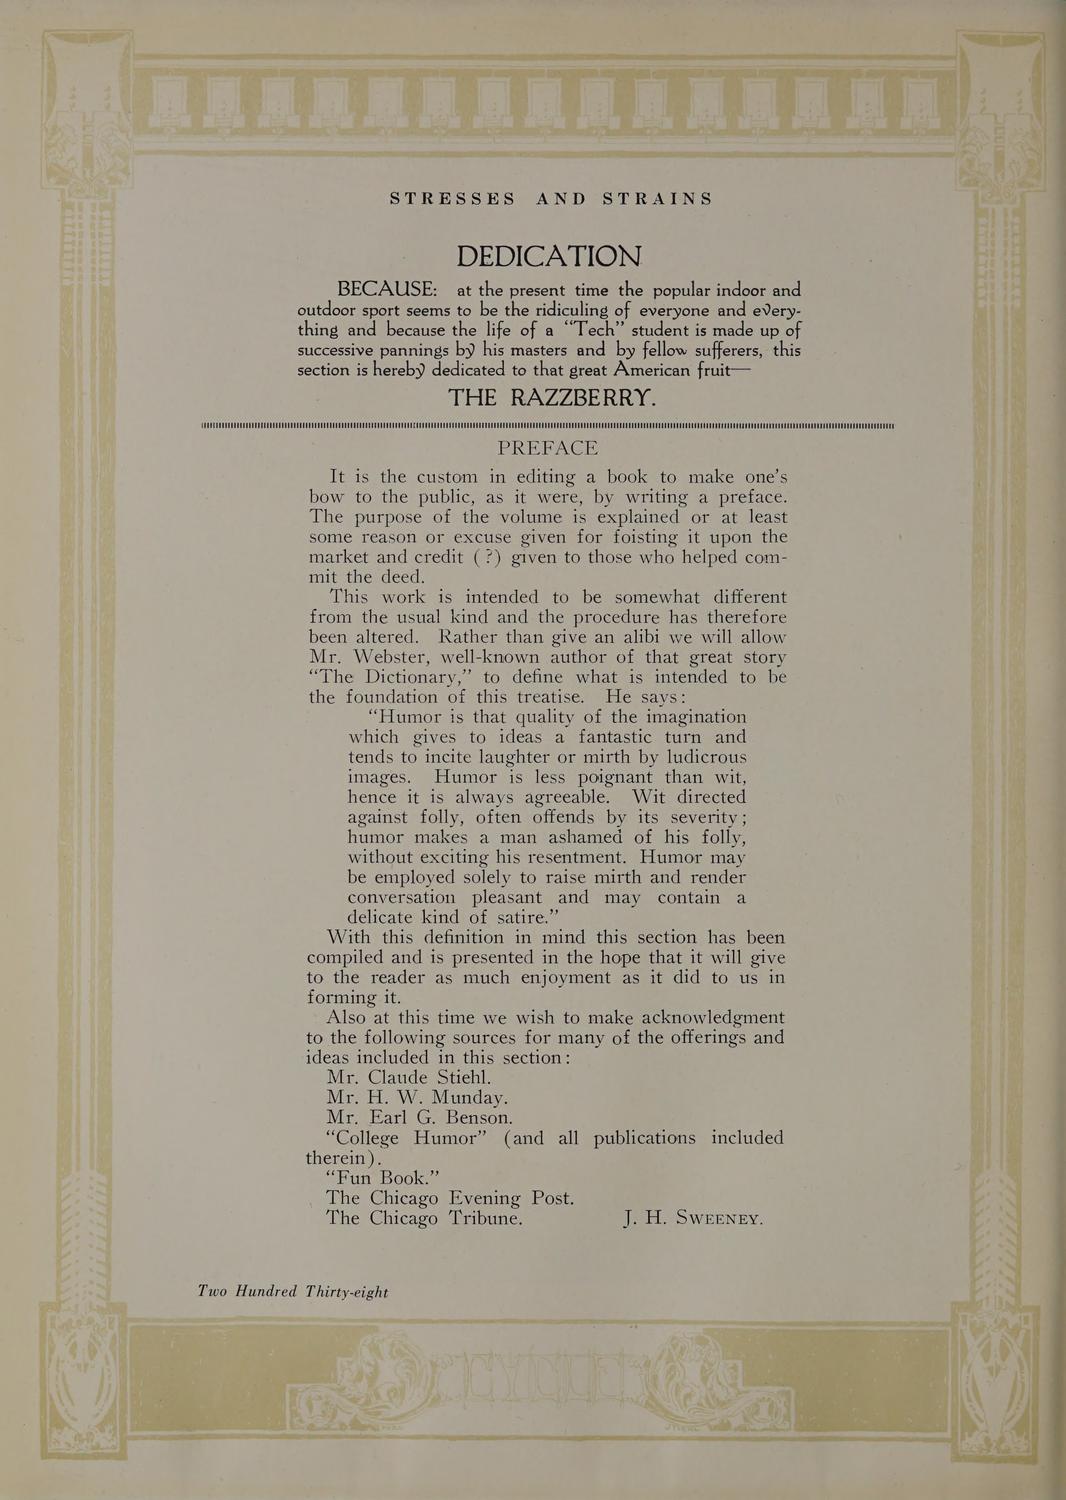 STRESSES AND STRAINS
DEDICATION
BECAUSE: at the present time the popular indoor and
outdoor sport seems to be the ridiculing of everyone and every-
thing and because the life of a “Tech” student is made up of
successive pannings by his masters and by fellow sufferers, this
section is hereby dedicated to that great American fruit—
THE RAZZBERRY.
PREFACE
It is the custom in editing a book to make one’s
bow to the public, as it were, by writing a preface.
The purpose of the volume is explained or at least
some reason or excuse given for foisting it upon the
market and credit (?) given to those who helped com-
mit the deed.
This work is intended to be somewhat different
from the usual kind and the procedure has therefore
been altered. Rather than give an alibi we will allow
Mr. Webster, well-known author of that great story
“The Dictionary,” to define what is intended to be
the foundation of this treatise. He says:
“Humor is that quality of the imagination
which gives to ideas a fantastic turn and
tends to incite laughter or mirth by ludicrous
images. Humor is less poignant than wit,
hence it is always agreeable. Wit directed
against folly, often offends by its severity;
humor makes a man ashamed of his folly,
without exciting his resentment. Humor may
be employed solely to raise mirth and render
conversation pleasant and may contain a
delicate kind of satire.”
With this definition in mind this section has been
compiled and is presented in the hope that it will give
to the reader as much enjoyment as it did to us in
forming it.
Also at this time we wish to make acknowledgment
to the following sources for many of the offerings and
ideas included in this section:
Mr. Claude Stiehl.
Mr. H. W. Munday.
Mr. Earl G. Benson.
“College Humor” (and all publications included
therein).
“Fun Book.”
The Chicago Evening Post.
The Chicago Tribune. J. H. SWEENEY.
Two Hundred Thirty-eight
CYCLE
STIEHL